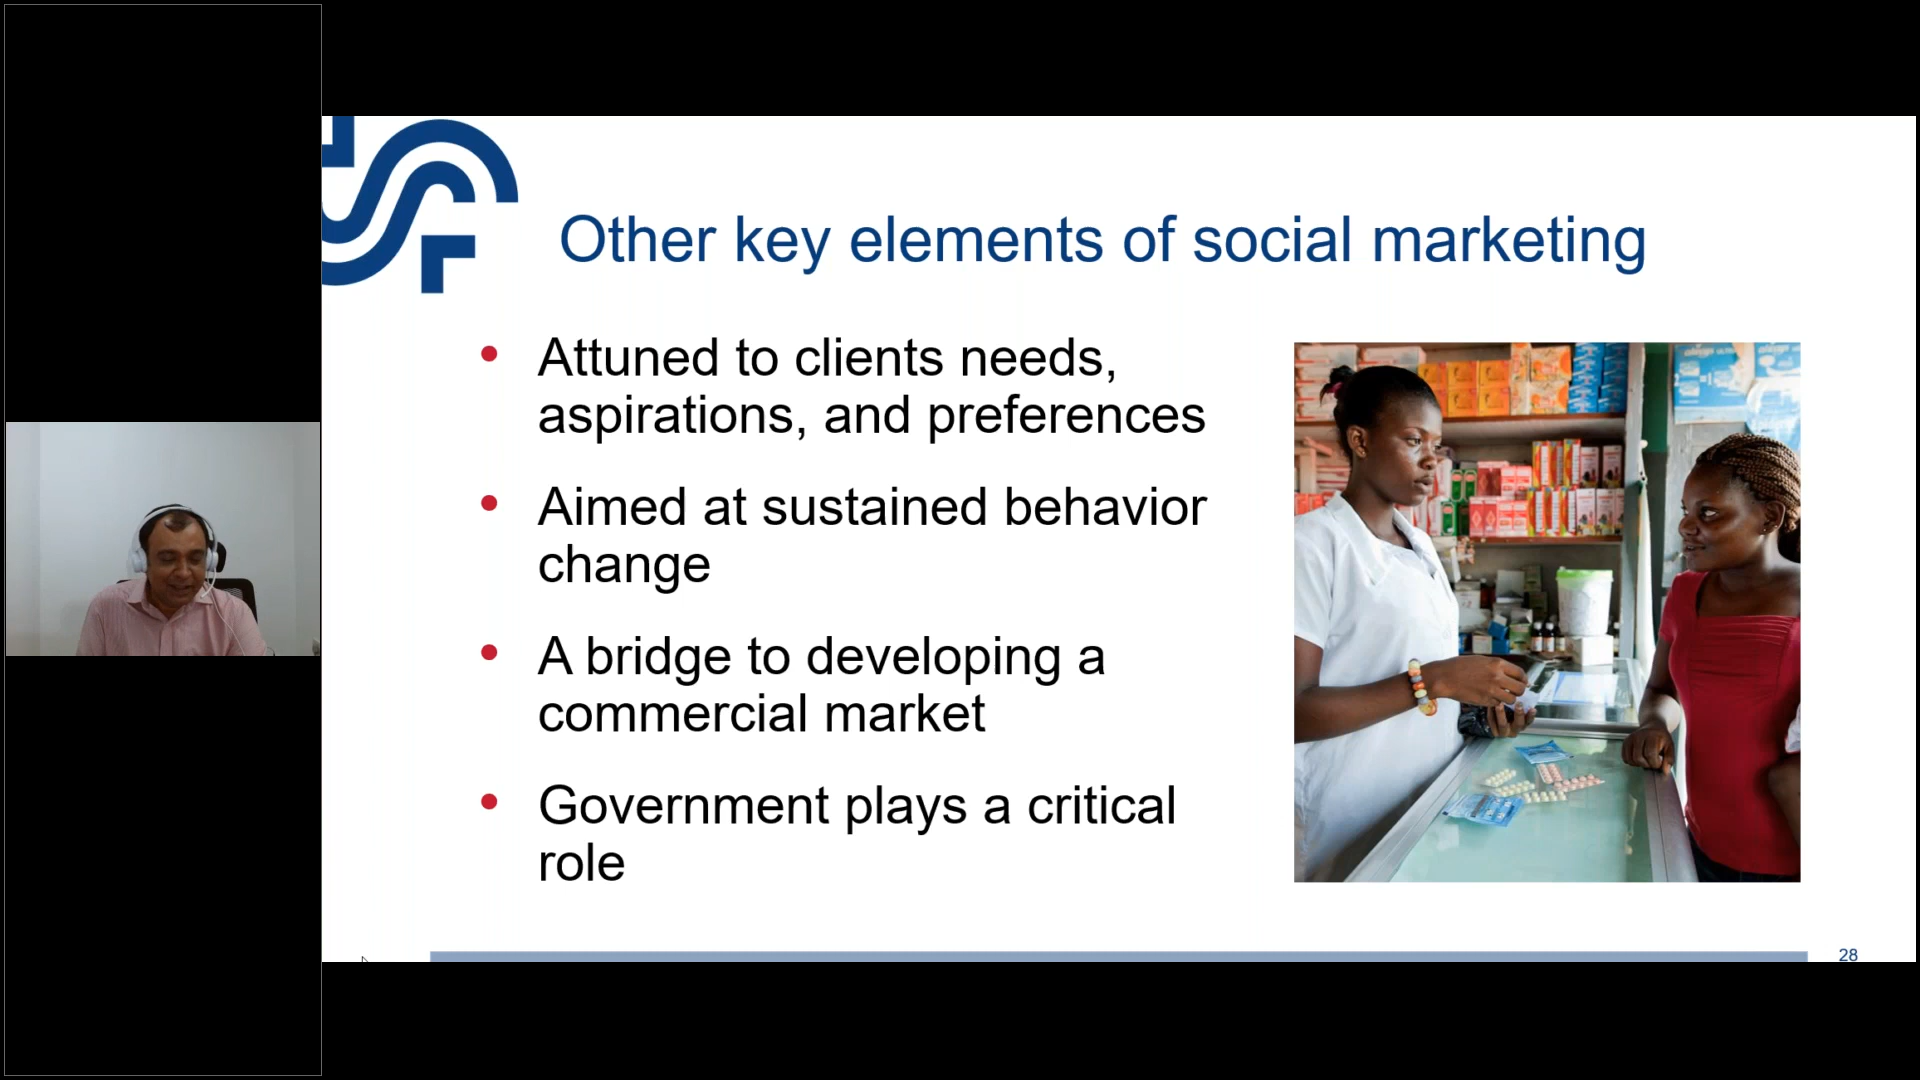 Other key elements of social marketing
• Attuned to clients needs,
aspirations, and preferences
• Aimed at sustained behavior
change
• A bridge to developing a
commercial market
• Government plays a critical
role
28